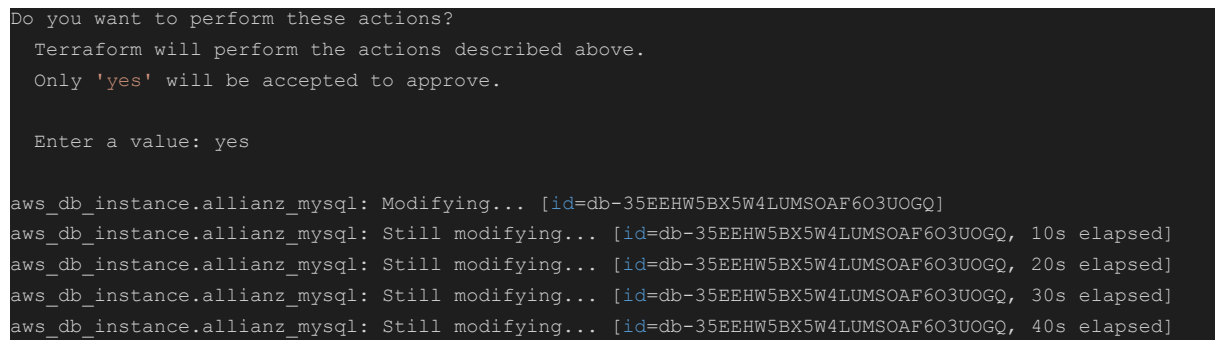 Do you want to perform these actions?
Terraform will perform the actions described above.
Only 'yes' will be accepted to approve.
Enter a value: yes
aws_db_instance.allianz_mysql: Modifying... [id=db-35EEHW5BX5W4LUMSOAF6O3UOGQ]
aws_db_instance.allianz_mysql: Still modifying... [id=db-35EEHW5BX5W4LUMSOAF6O3UOGQ, 10s elapsed]
aws_db_instance.allianz_mysql: Still modifying... [id=db-35EEHW5BX5W4LUMSOAF6O3UOGQ, 20s elapsed]
aws_db_instance.allianz_mysql: Still modifying... [id=db-35EEHW5BX5W4LUMSOAF6O3UOGQ, 30s elapsed]
aws_db_instance.allianz_mysql: Still modifying... [id=db-35EEHW5BX5W4LUMSOAF6O3UOGQ, 40s elapsed]